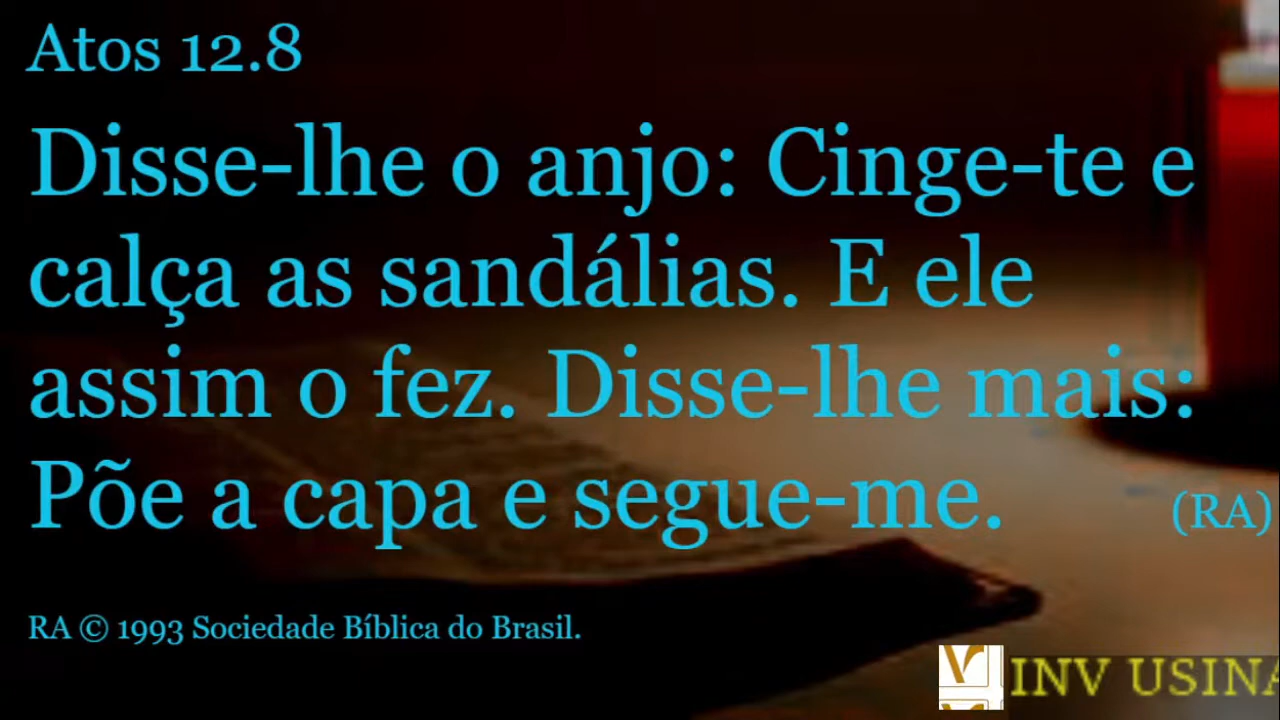 Atos 12.8
Disse-lhe o anjo: Cinge-te e
calça as sandálias. E ele
assim o fez. Disse-lhe mais:
Põe a capa e segue-me. (RA)
RA © 1993 Sociedade Bíblica do Brasil.
INV USINA